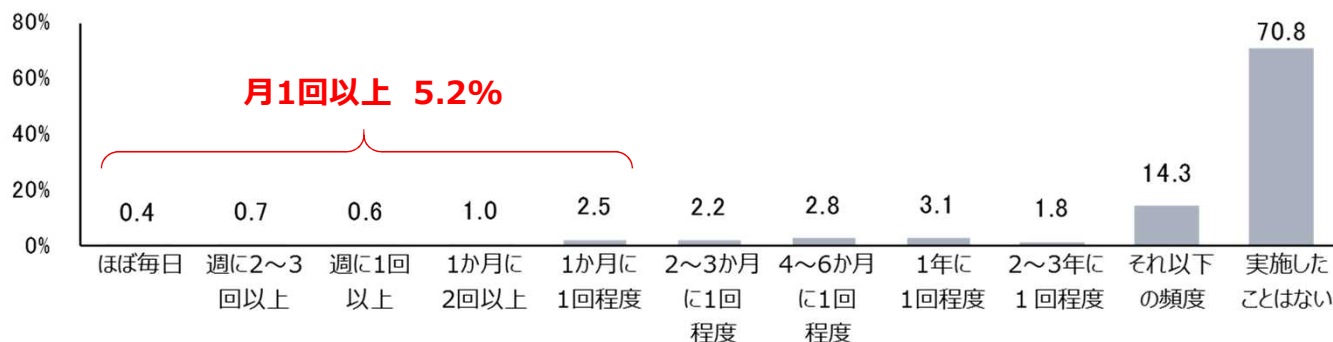 80%
60%
40%
20%
0%
月1回以上 5.2%
0.4
0.7
0.6
1.0
2.5
2.2
2.8
3.1
1.8
14.3
70.8
ほぼ毎日
週に2～3
回以上
週に1回
以上
1か月に
2回以上
1か月に
1回程度
2～3か月
に1回
程度
4～6か月
に1回
程度
1年に
1回程度
2～3年に
１回程度
それ以下
の頻度
実施した
ことはない